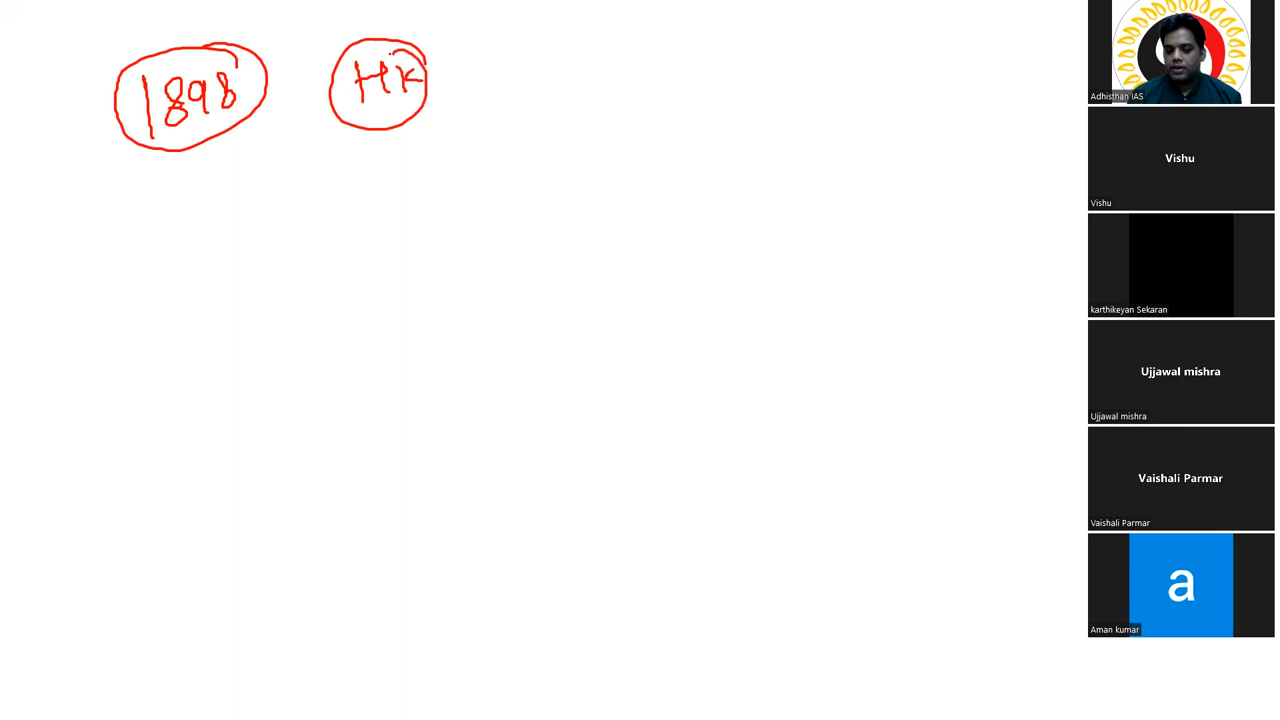 1898 HK
Adhisthan IAS
Vishu
Vishu
karthikeyan Sekaran
Ujjawal mishra
Ujjawal mishra
Vaishali Parmar
Vaishali Parmar
a
Aman kumar